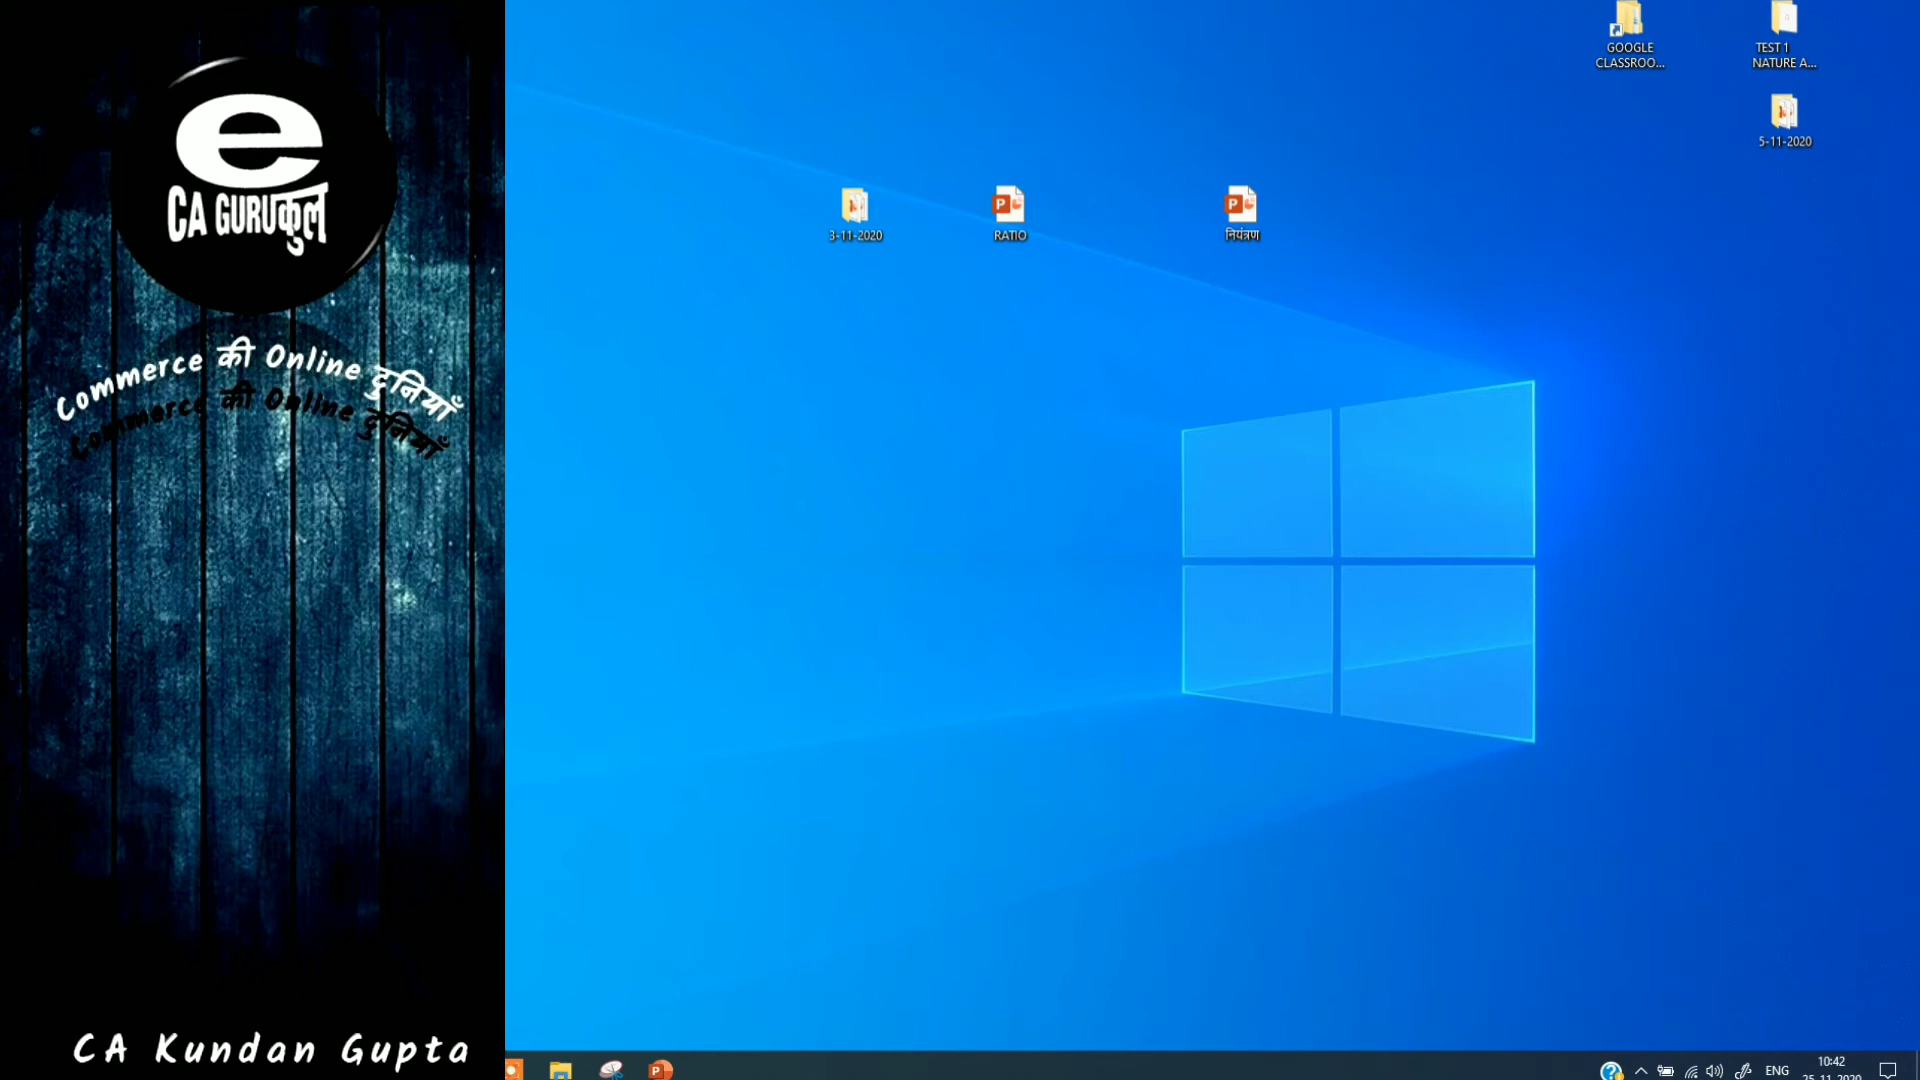 e
CA GURUकुल
Commerce की Online दुनियाँ
Commerce की Online दुनियाँ
CA Kundan Gupta
GOOGLE
CLASSROO...
TEST 1
NATURE A...
5-11-2020
3-11-2020
RATIO
नियंत्रण
ENG
10:42
25-11-2020